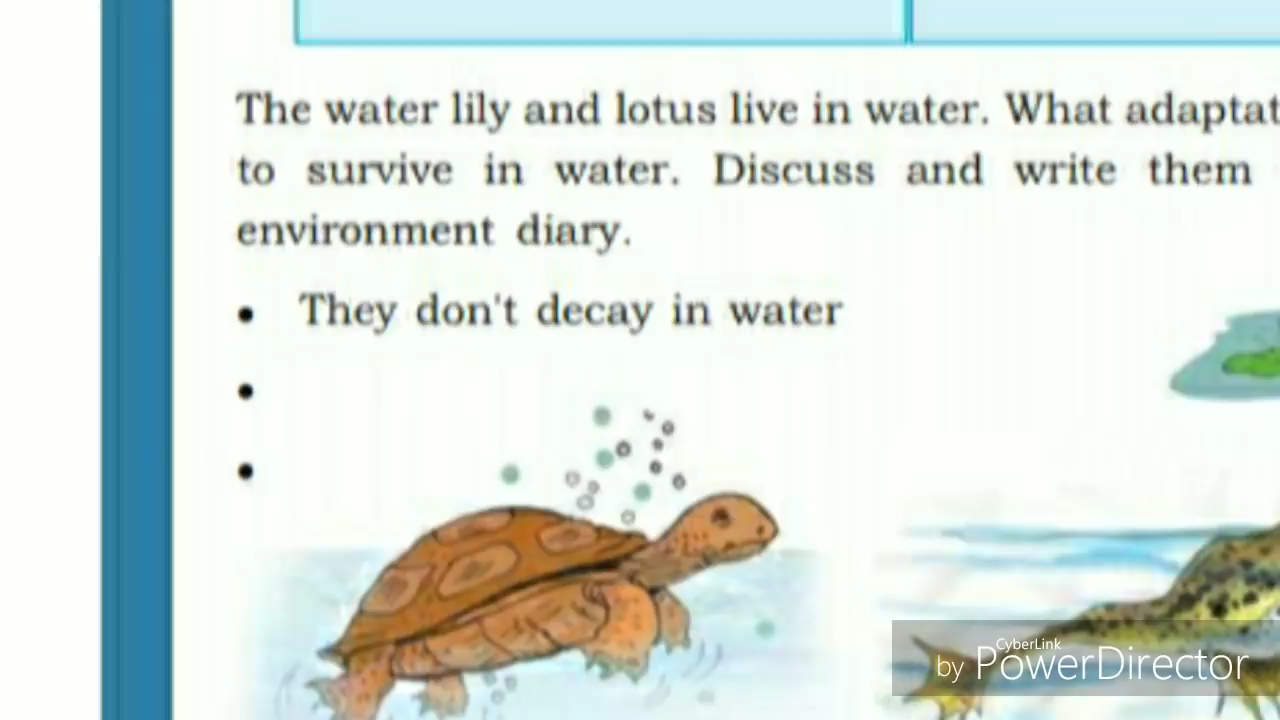 The water lily and lotus live in water. What adaptat
to survive in water. Discuss and write them
environment diary.
• They don't decay in water
•
•
CyberLink
by PowerDirector